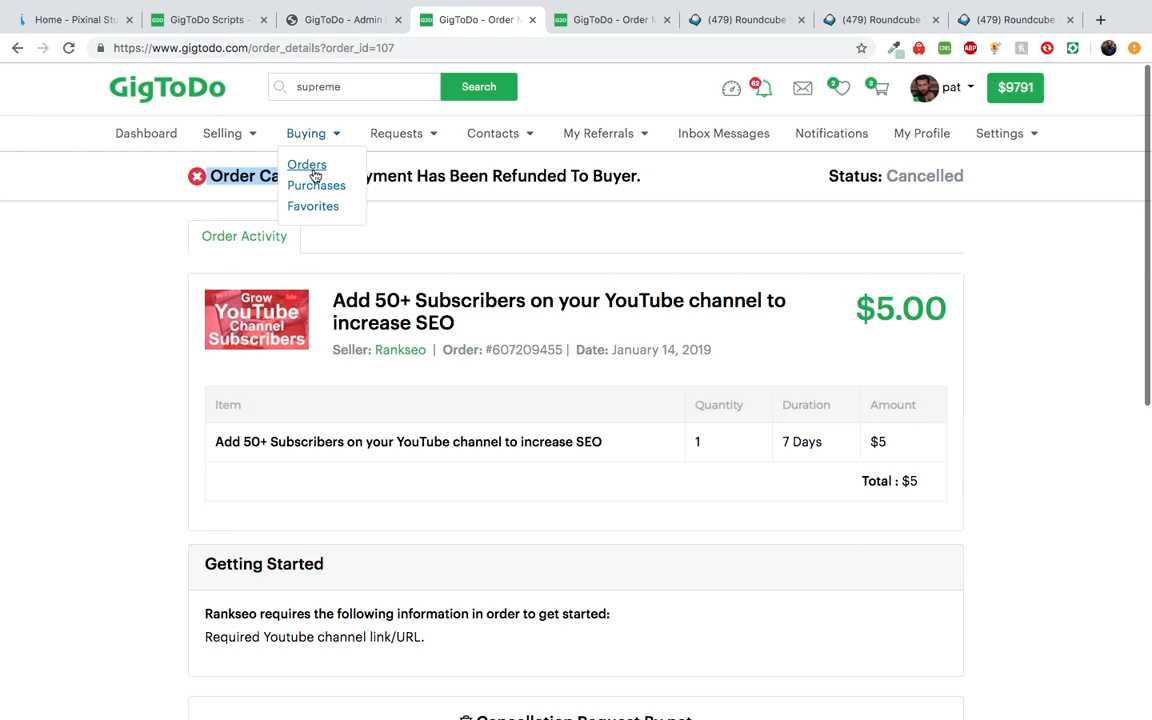 Home - Pixinal Stu
GigToDo Scripts -
GigToDo - Admin
GigToDo - Order M
GigToDo - Order M
(479) Roundcube
(479) Roundcube
(479) Roundcube
https://www.gigtodo.com/order_details?order_id=107
CORS
ABP
GigToDo
supreme
Search
62
2
3
pat
$9791
Dashboard
Selling
Buying
Requests
Contacts
My Referrals
Inbox Messages
Notifications
My Profile
Settings
Orders
Purchases
Favorites
Order Ca
yment Has Been Refunded To Buyer.
Status: Cancelled
Order Activity
Grow
YouTube
Channel
Subscribers
Add 50+ Subscribers on your YouTube channel to
increase SEO
$5.00
Seller: Rankseo | Order: #607209455 | Date: January 14, 2019
Item Quantity Duration Amount
Add 50+ Subscribers on your YouTube channel to increase SEO 1 7 Days $5
Total : $5
Getting Started
Rankseo requires the following information in order to get started:
Required Youtube channel link/URL.
Cancellation Request By pat